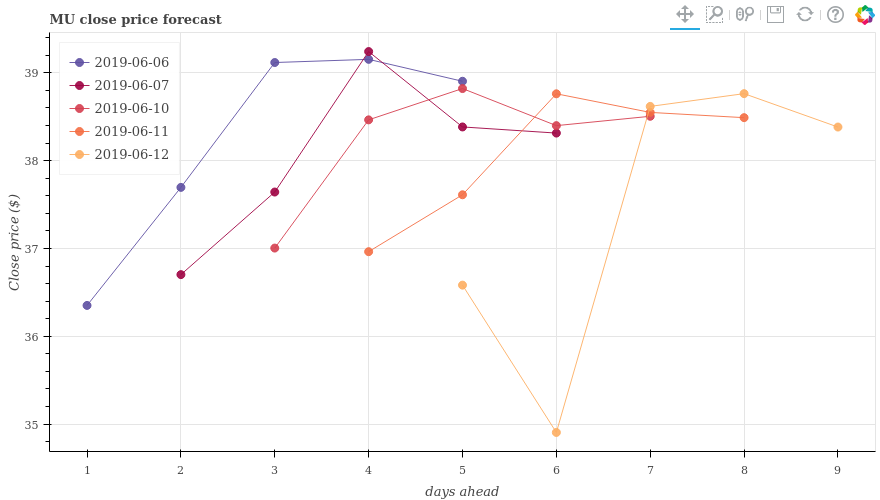 MU close price forecast
39
38
37
36
35
Close price ($)
2019-06-06
2019-06-07
2019-06-10
2019-06-11
2019-06-12
1 2 3 4 5 6 7 8 9
days ahead